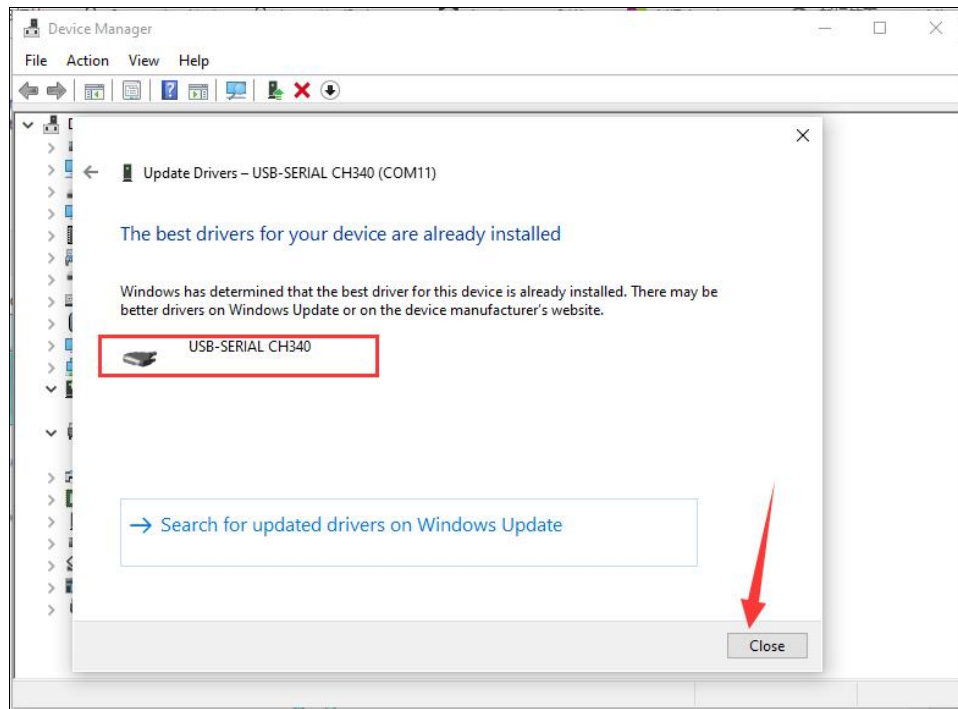 Device Manager
File Action View Help
Update Drivers – USB-SERIAL CH340 (COM11)
The best drivers for your device are already installed
Windows has determined that the best driver for this device is already installed. There may be
better drivers on Windows Update or on the device manufacturer's website.
USB-SERIAL CH340
Search for updated drivers on Windows Update
Close